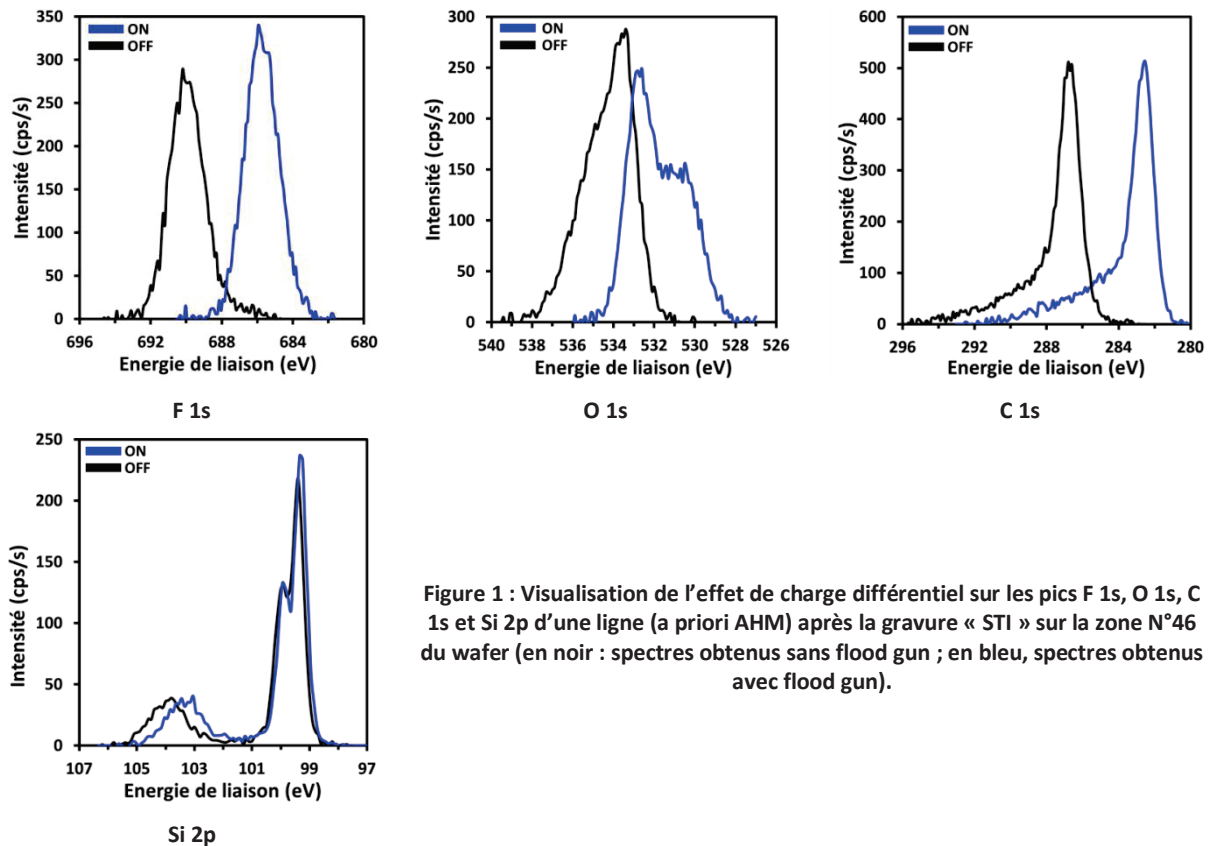 ON
OFF
350
300
250
200
150
100
50
0
Intensité (cps/s)
696 692 688 684 680
Energie de liaison (eV)
F 1s
ON
OFF
300
250
200
150
100
50
0
Intensité (cps/s)
540 538 536 534 532 530 528 526
Energie de liaison (eV)
O 1s
ON
OFF
600
500
400
300
200
100
0
Intensité (cps/s)
296 292 288 284 280
Energie de liaison (eV)
C 1s
ON
OFF
250
200
150
100
50
0
Intensité (cps/s)
107 105 103 101 99 97
Energie de liaison (eV)
Si 2p
Figure 1 : Visualisation de l’effet de charge différentiel sur les pics F 1s, O 1s, C
1s et Si 2p d’une ligne (a priori AHM) après la gravure « STI » sur la zone N°46
du wafer (en noir : spectres obtenus sans flood gun ; en bleu, spectres obtenus
avec flood gun).